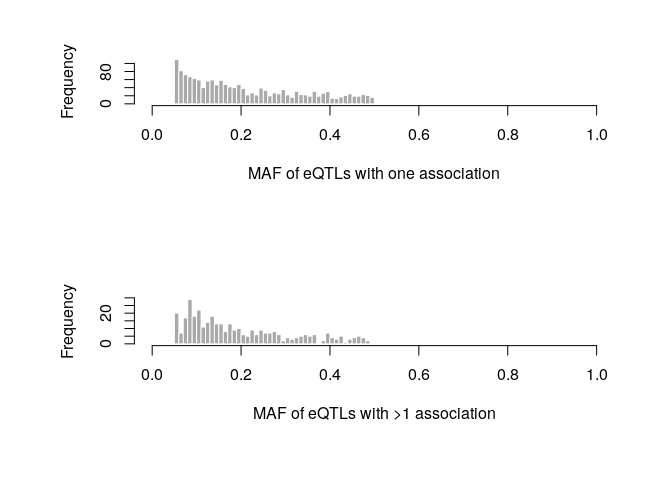 Frequency
80
0
0.0 0.2 0.4 0.6 0.8 1.0
MAF of eQTLs with one association
Frequency
20
0
0.0 0.2 0.4 0.6 0.8 1.0
MAF of eQTLs with >1 association